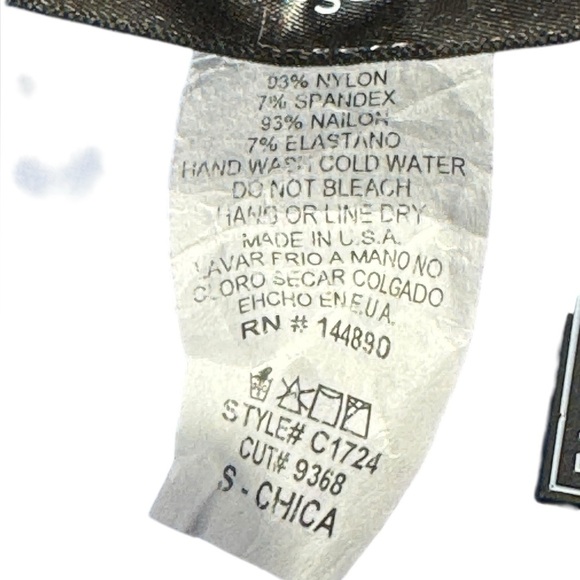 S
93% NYLON
7% SPANDEX
93% NAILON
7% ELASTANO
HAND WASH COLD WATER
DO NOT BLEACH
HANG OR LINE DRY
MADE IN U.S.A.
LAVAR FRIO A MANO NO
CLORO SECAR COLGADO
EHCHO EN E.U.A.
RN # 144890
STYLE# C1724
CUT# 9368
S - CHICA